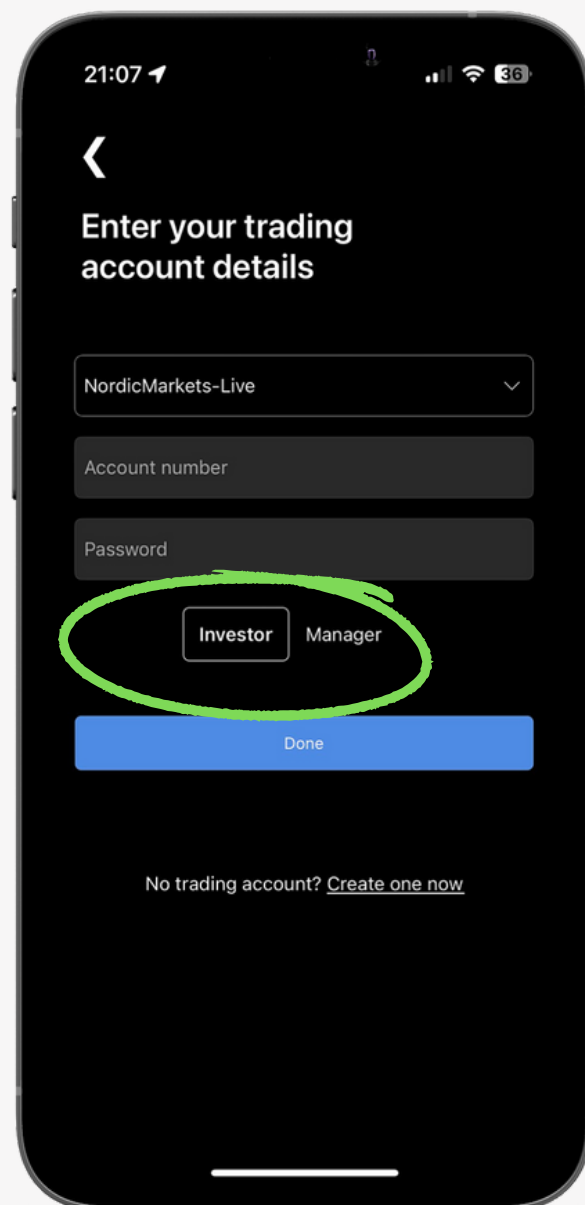 21:07
36
Enter your trading
account details
NordicMarkets-Live
Account number
Password
Investor Manager
Done
No trading account? Create one now